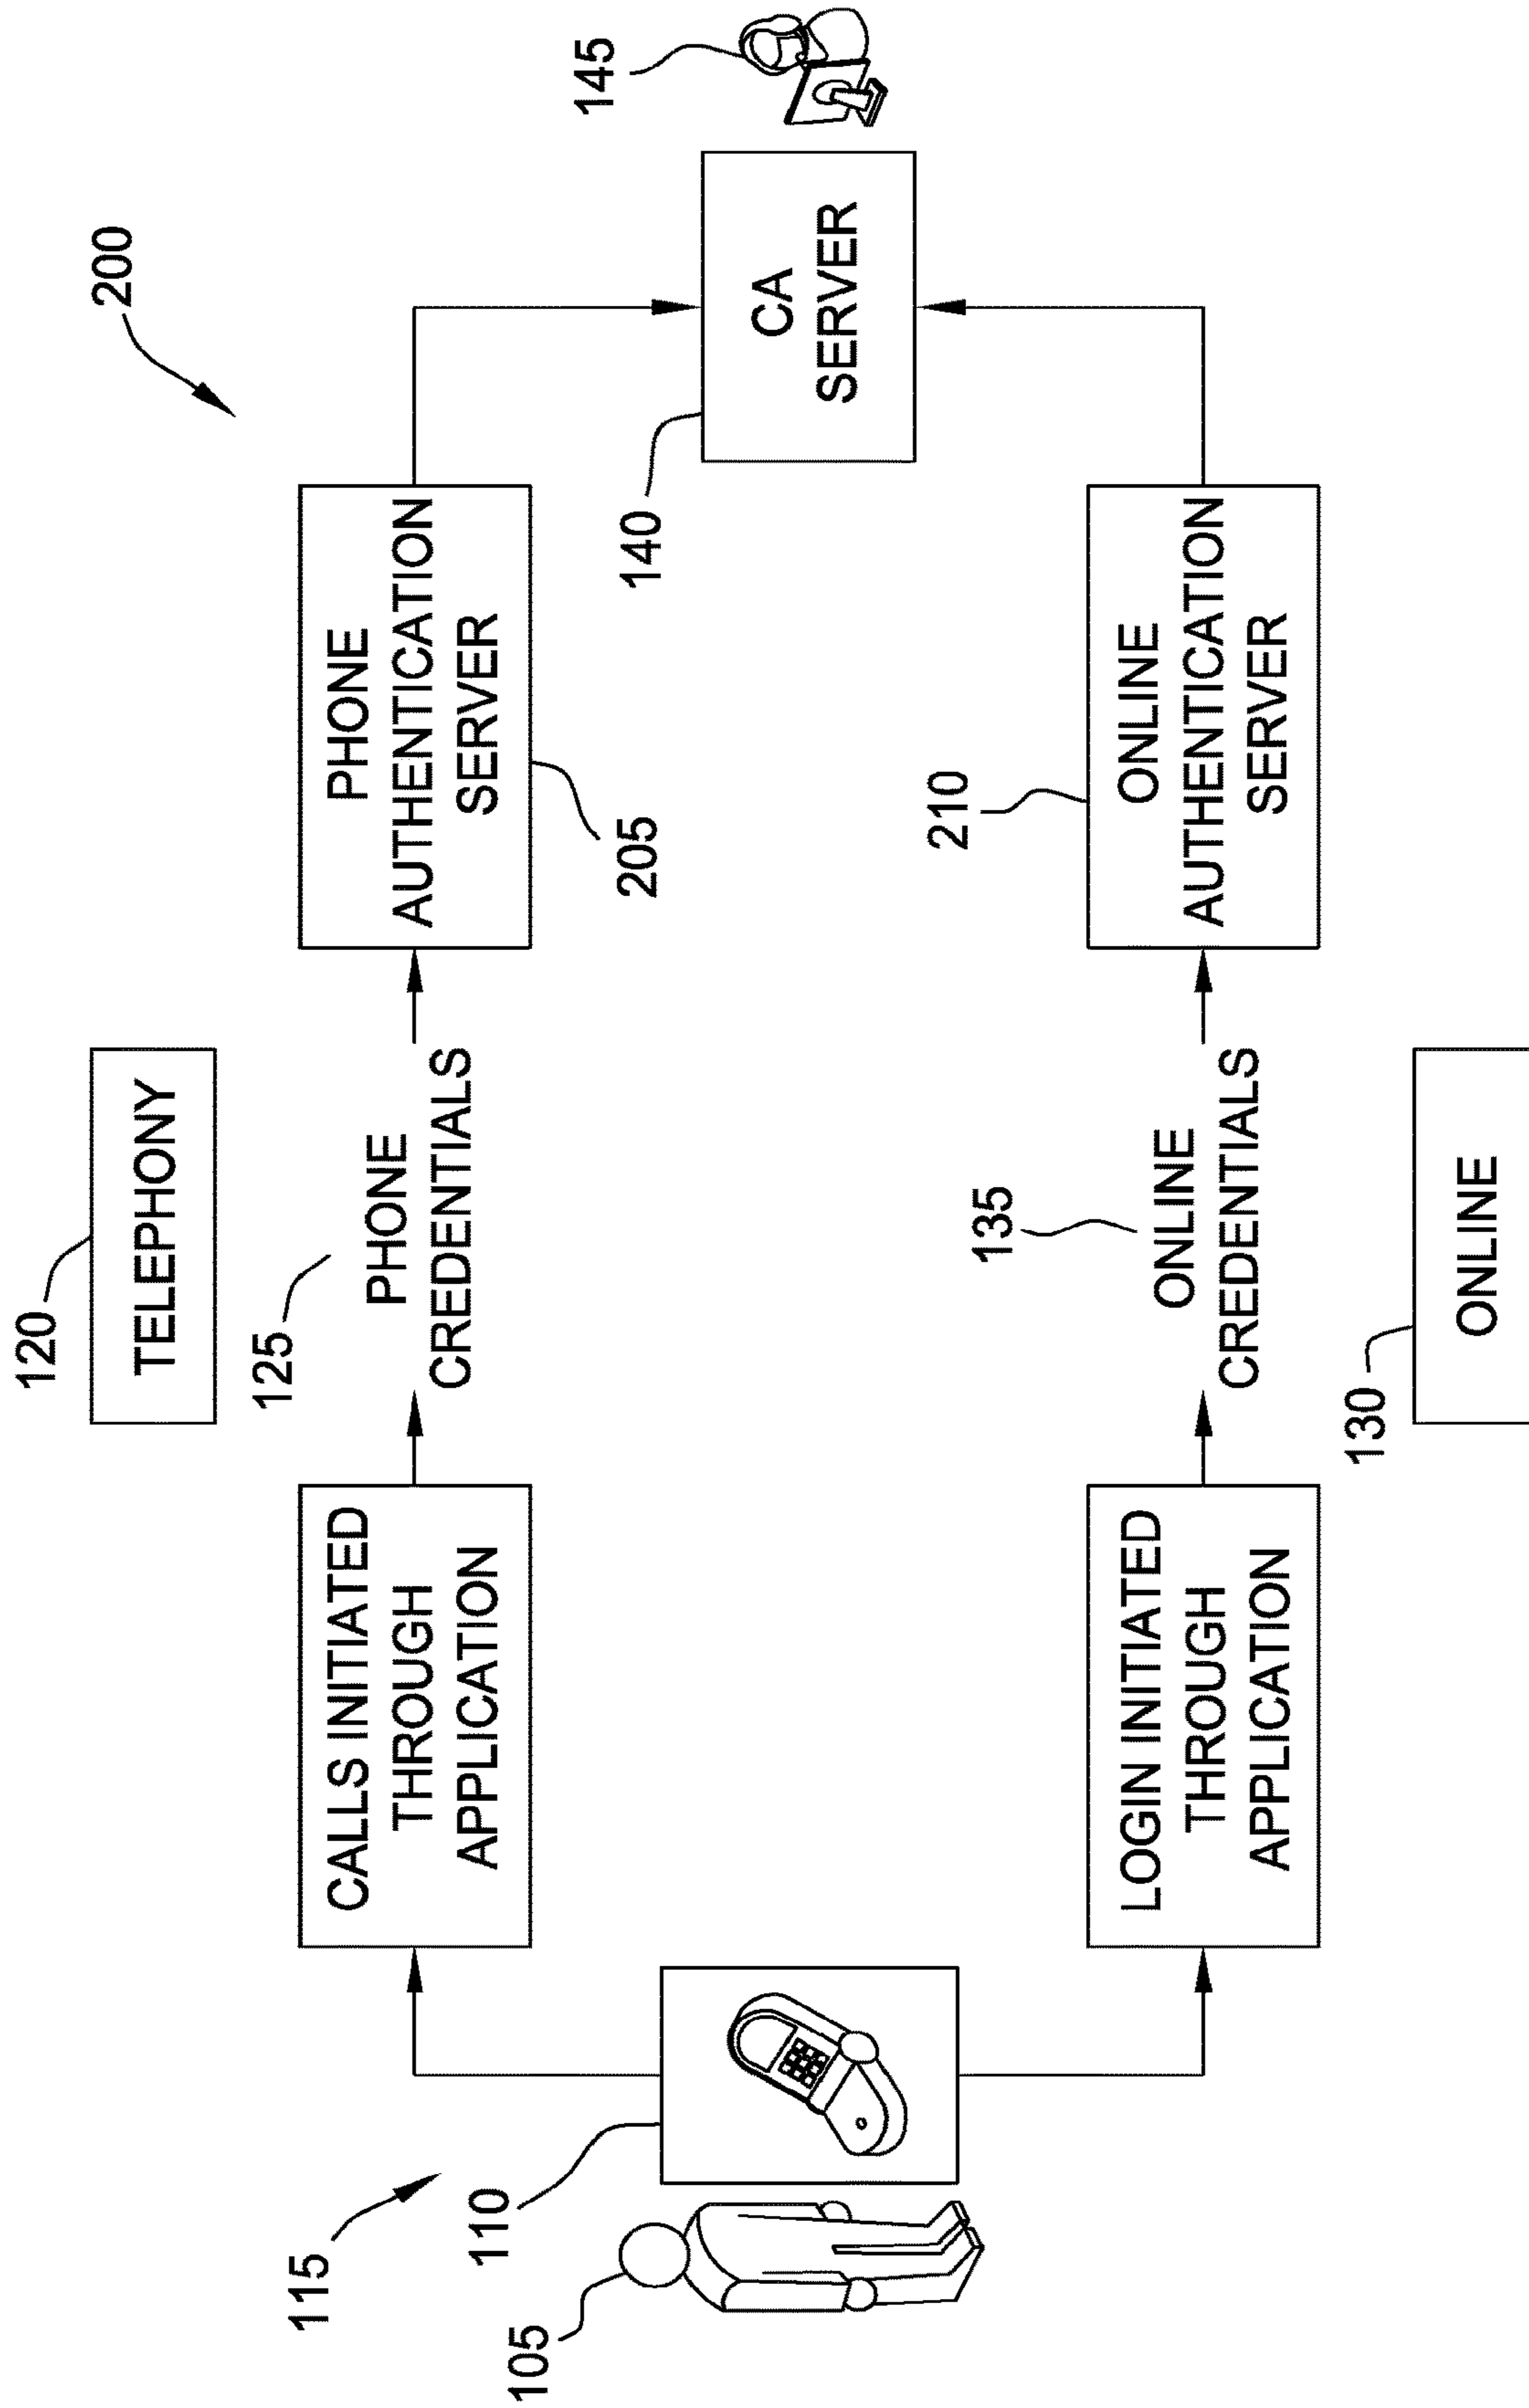 200
120
TELEPHONY
125
115
CALLS INITIATED
THROUGH
APPLICATION
PHONE
CREDENTIALS
PHONE
AUTHENTICATION
SERVER
205
105
110
140
CA
SERVER
145
LOGIN INITIATED
THROUGH
APPLICATION
135
ONLINE
CREDENTIALS
210
ONLINE
AUTHENTICATION
SERVER
130
ONLINE